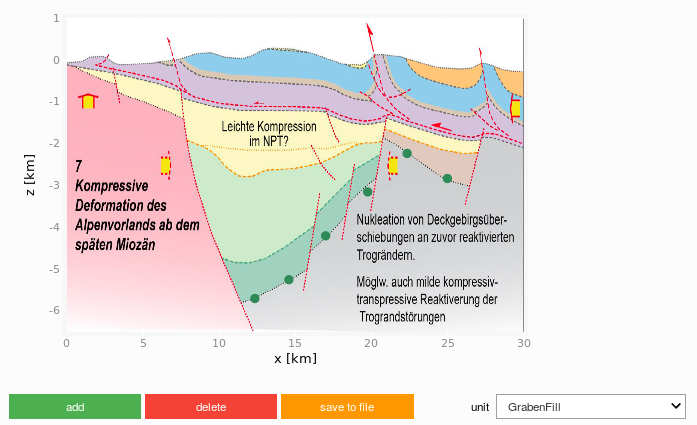 1
0
-1
-2
-3
-4
-5
-6
z [km]
Leichte Kompression
im NPT?
7
Kompressive
Deformation des
Alpenvorlands ab dem
späten Miozän
Nukleation von Deckgebirgsüber-
schiebungen an zuvor reaktivierten
Trogrändern.
Möglw. auch milde kompressiv-
transpressive Reaktiverung der
Trograndstörungen
0 5 10 15 20 25 30
x [km]
add delete save to file unit GrabenFill